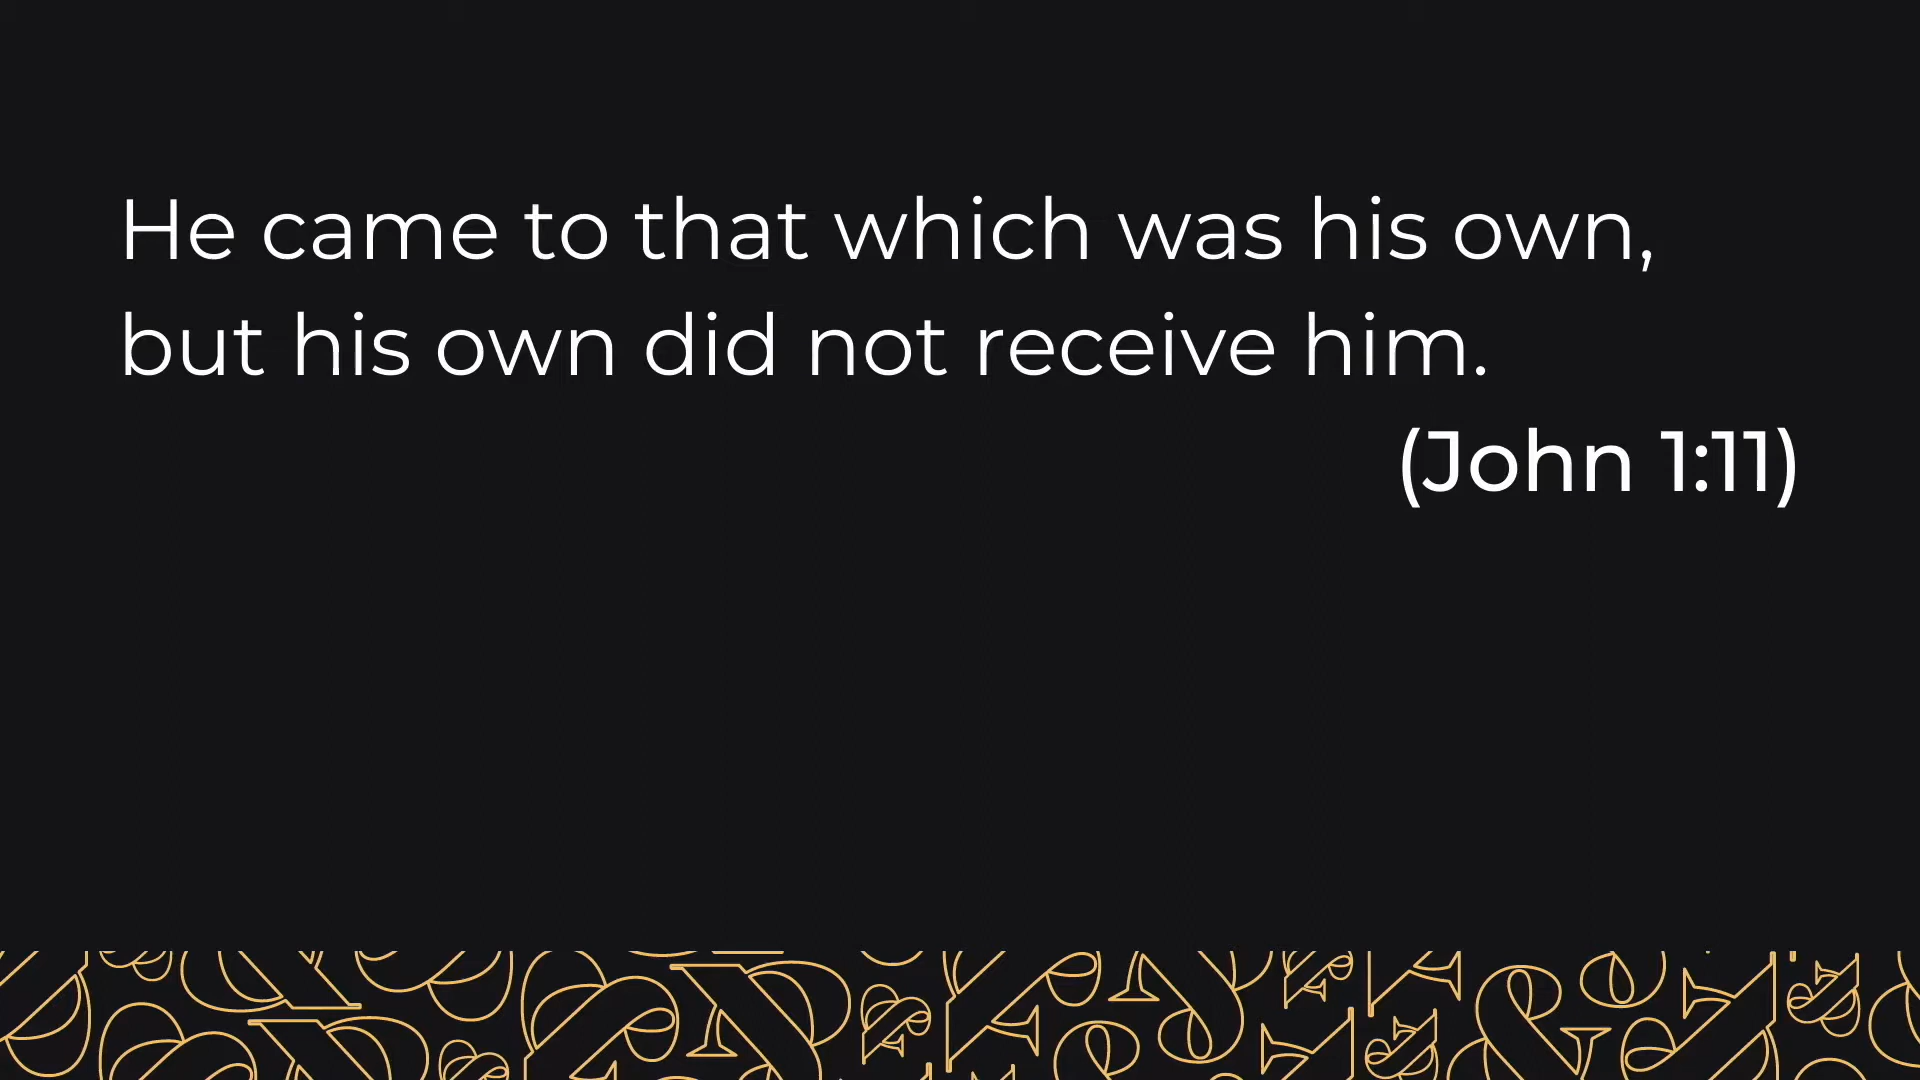 He came to that which was his own,
but his own did not receive him.
(John 1:11)